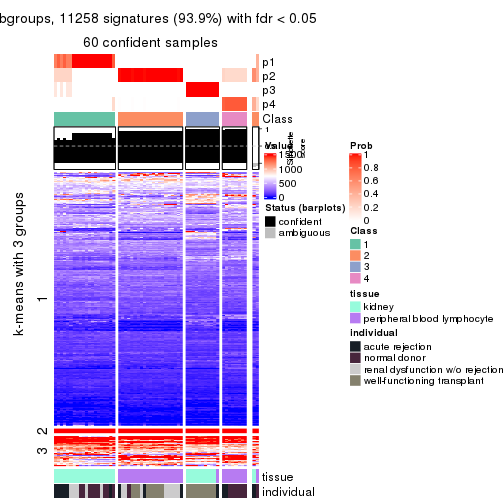 bgroups, 11258 signatures (93.9%) with fdr < 0.05
60 confident samples
p1
p2
p3
p4
Class
1
Silhouette
score
k-means with 3 groups
1
2
3
tissue
individual
Value
1500
1000
500
0
Status (barplots)
confident
ambiguous
Prob
1
0.8
0.6
0.4
0.2
0
Class
1
2
3
4
tissue
kidney
peripheral blood lymphocyte
individual
acute rejection
normal donor
renal dysfunction w/o rejection
well-functioning transplant